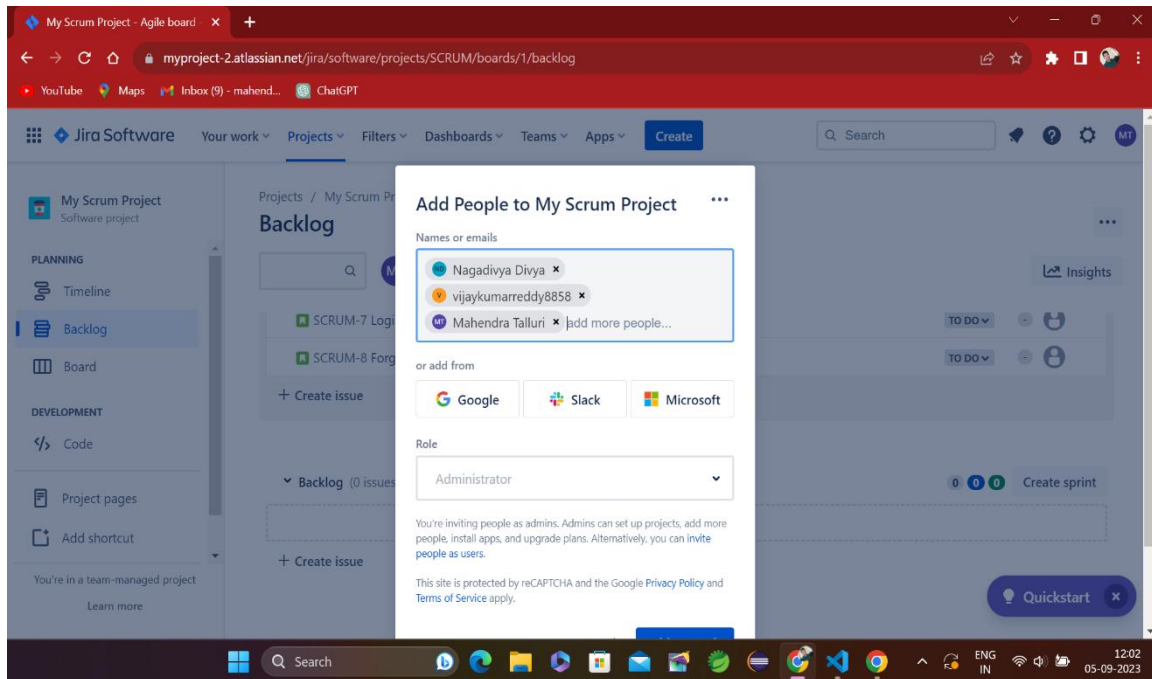 My Scrum Project - Agile board
myproject-2.atlassian.net/jira/software/projects/SCRUM/boards/1/backlog
YouTube Maps Inbox (9) - mahend... ChatGPT
Jira Software Your work Projects Filters Dashboards Teams Apps Create Search MT
My Scrum Project
Software project
PLANNING
Timeline
Backlog
Board
DEVELOPMENT
Code
Project pages
Add shortcut
You're in a team-managed project
Learn more
Projects / My Scrum Pr
Backlog
Insights
SCRUM-7 Logi TO DO
SCRUM-8 Forg TO DO
+ Create issue
Backlog (0 issues 0 0 0 Create sprint
+ Create issue
Add People to My Scrum Project
Names or emails
ND Nagadivya Divya ×
V vijaykumarreddy8858 ×
MT Mahendra Talluri × add more people...
or add from
Google Slack Microsoft
Role
Administrator
You're inviting people as admins. Admins can set up projects, add more
people, install apps, and upgrade plans. Alternatively, you can invite
people as users.
This site is protected by reCAPTCHA and the Google Privacy Policy and
Terms of Service apply.
Quickstart ×
Search
ENG
IN
12:02
05-09-2023